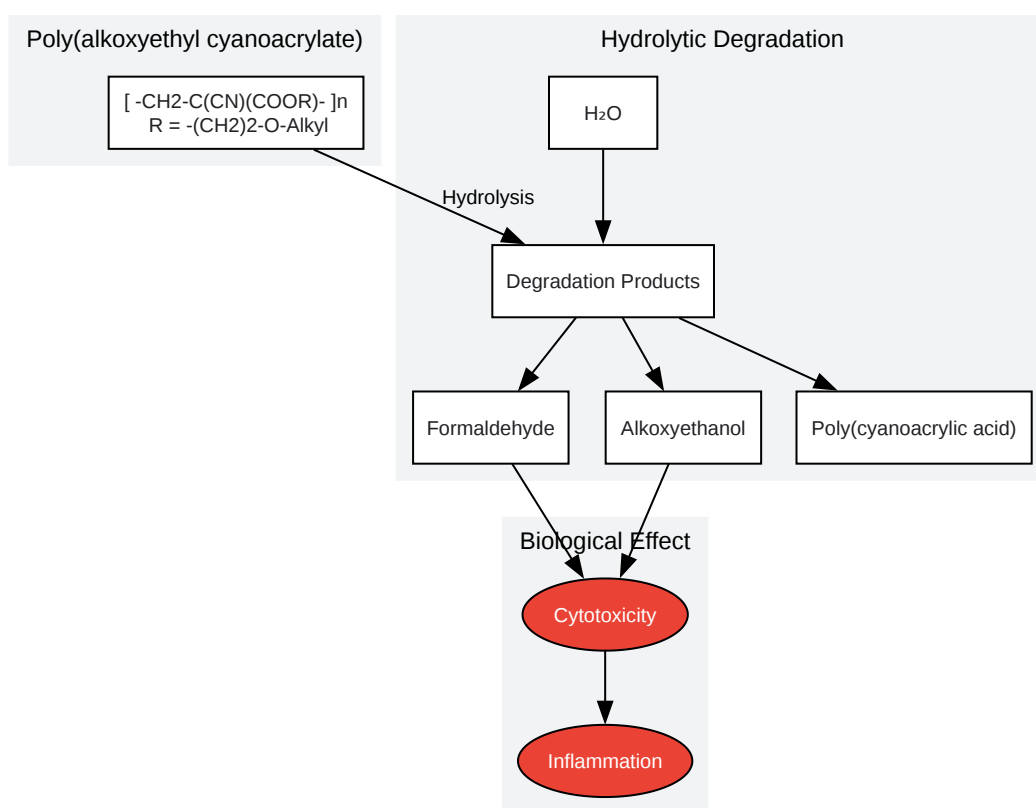 Poly(alkoxyethyl cyanoacrylate)
[ -CH2-C(CN)(COOR)- ]n
R = -(CH2)2-O-Alkyl
Hydrolytic Degradation
H₂O
Hydrolysis
Degradation Products
Formaldehyde
Alkoxyethanol
Poly(cyanoacrylic acid)
Biological Effect
Cytotoxicity
Inflammation